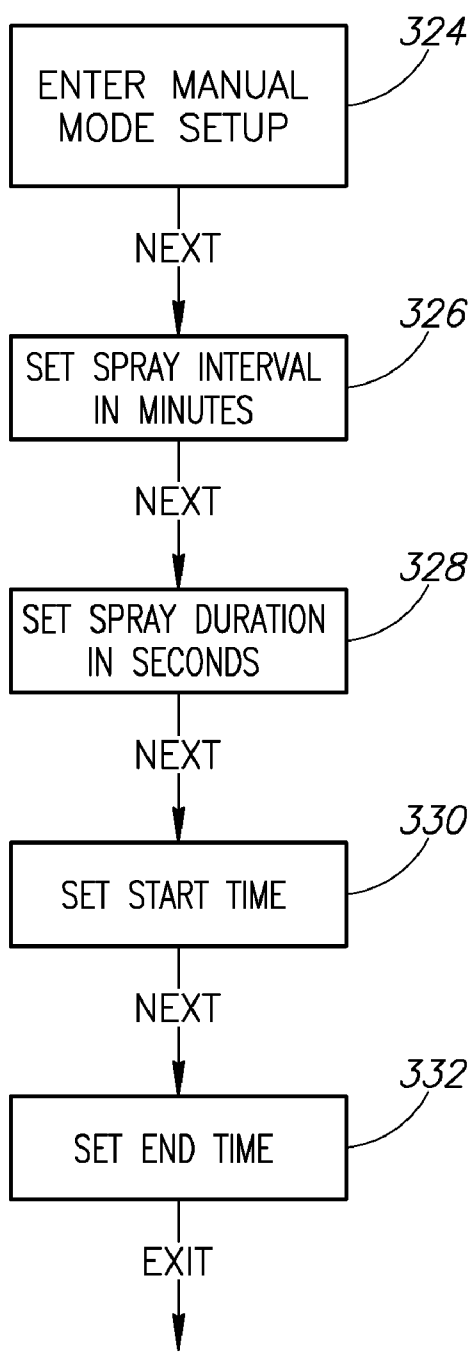 324
ENTER MANUAL
MODE SETUP
NEXT
326
SET SPRAY INTERVAL
IN MINUTES
NEXT
328
SET SPRAY DURATION
IN SECONDS
NEXT
330
SET START TIME
NEXT
332
SET END TIME
EXIT